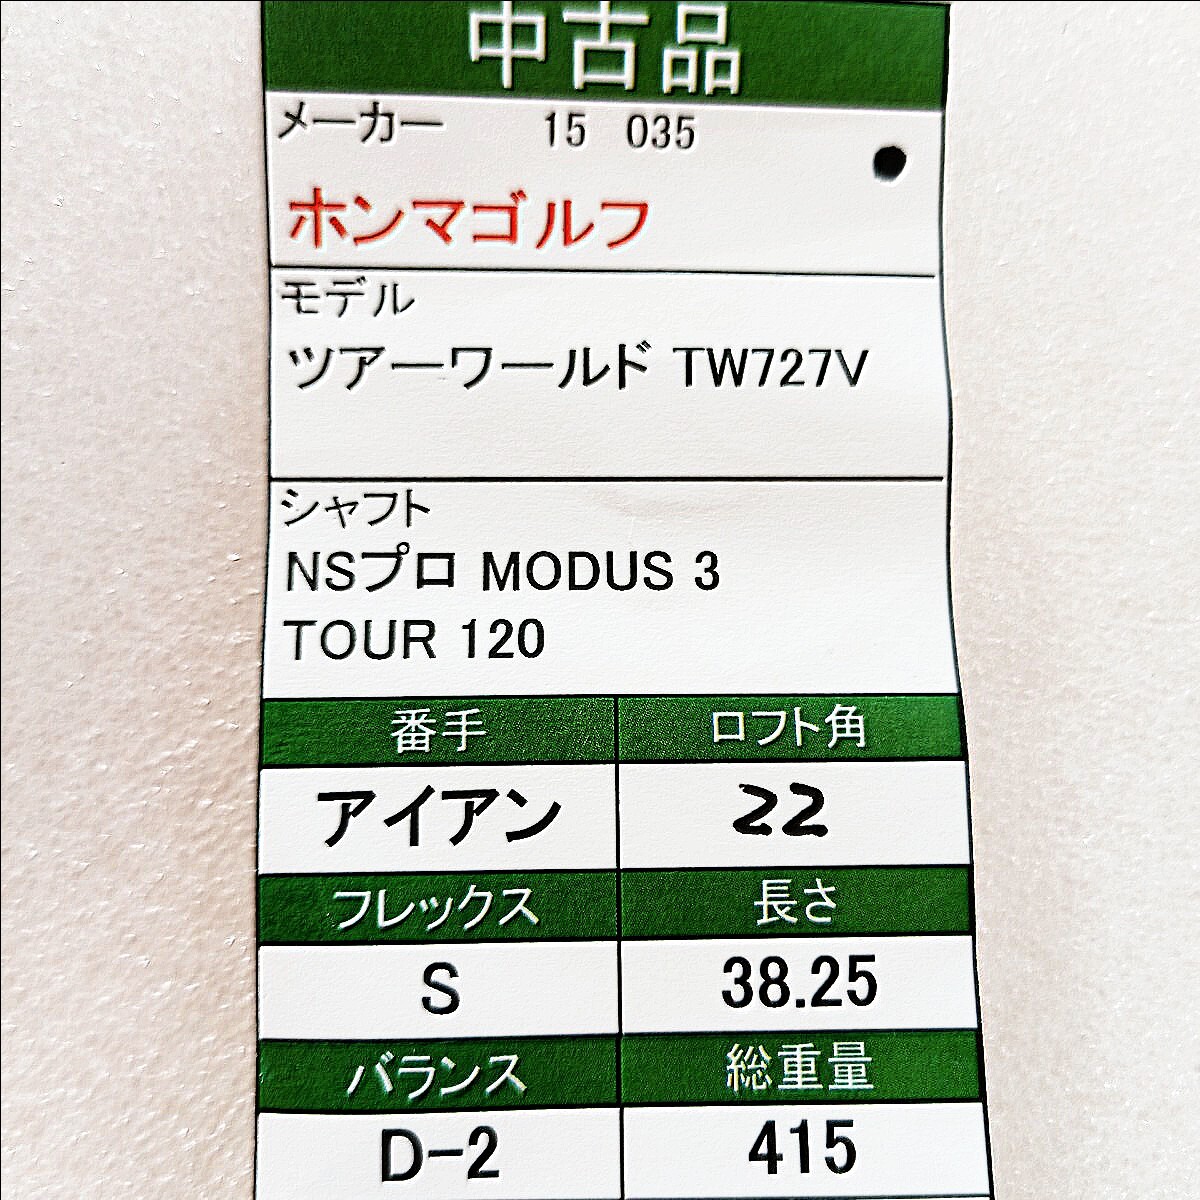 中古品
メーカー 15 035
ホンマゴルフ
モデル
ツアーワールド TW727V
シャフト
NSプロ MODUS 3
TOUR 120
番手 ロフト角
アイアン 22
フレックス 長さ
S 38.25
バランス 総重量
D-2 415